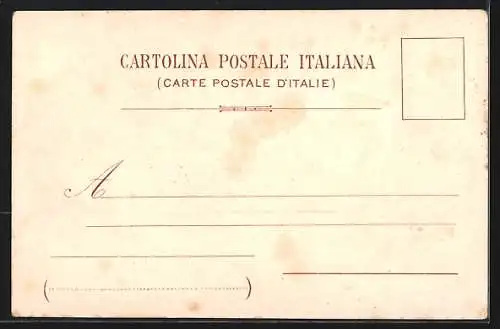 CARTOLINA POSTALE ITALIANA
(CARTE POSTALE D'ITALIE)
A
( )